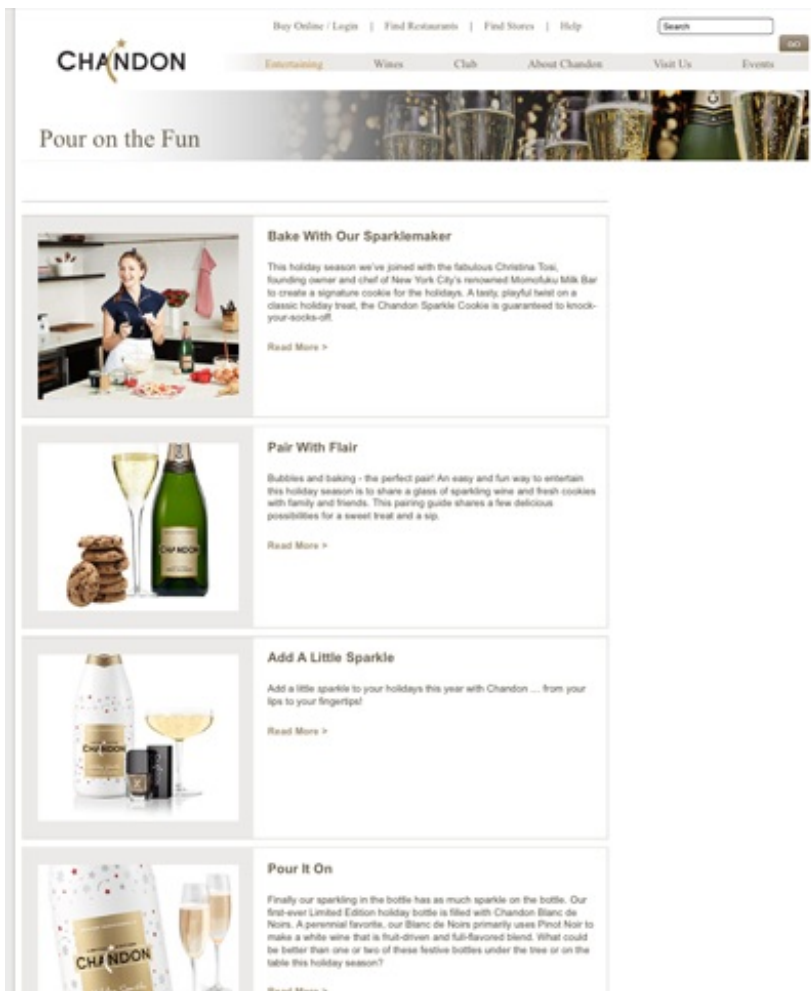 Buy Online / Login | Find Restaurants | Find Stores | Help
Search
GO
CHANDON
Entertaining Wines Club About Chandon Visit Us Events
Pour on the Fun
Bake With Our Sparklemaker
This holiday season we've joined with the fabulous Christina Tosi,
founding owner and chef of New York City's renowned Momofuku Milk Bar
to create a signature cookie for the holidays. A tasty, playful twist on a
classic holiday treat, the Chandon Sparkle Cookie is guaranteed to knock-
your-socks-off.
Read More >
Pair With Flair
Bubbles and baking - the perfect pair! An easy and fun way to entertain
this holiday season is to share a glass of sparkling wine and fresh cookies
with family and friends. This pairing guide shares a few delicious
possibilities for a sweet treat and a sip.
Read More >
CHANDON
Add A Little Sparkle
Add a little sparkle to your holidays this year with Chandon .... from your
lips to your fingertips!
Read More >
CHANDON
Pour It On
Finally our sparkling in the bottle has as much sparkle on the bottle. Our
first-ever Limited Edition holiday bottle is filled with Chandon Blanc de
Noirs. A perennial favorite, our Blanc de Noirs primarily uses Pinot Noir to
make a white wine that is fruit-driven and full-flavored blend. What could
be better than one or two of these festive bottles under the tree or on the
table this holiday season?
Read More >
CHANDON